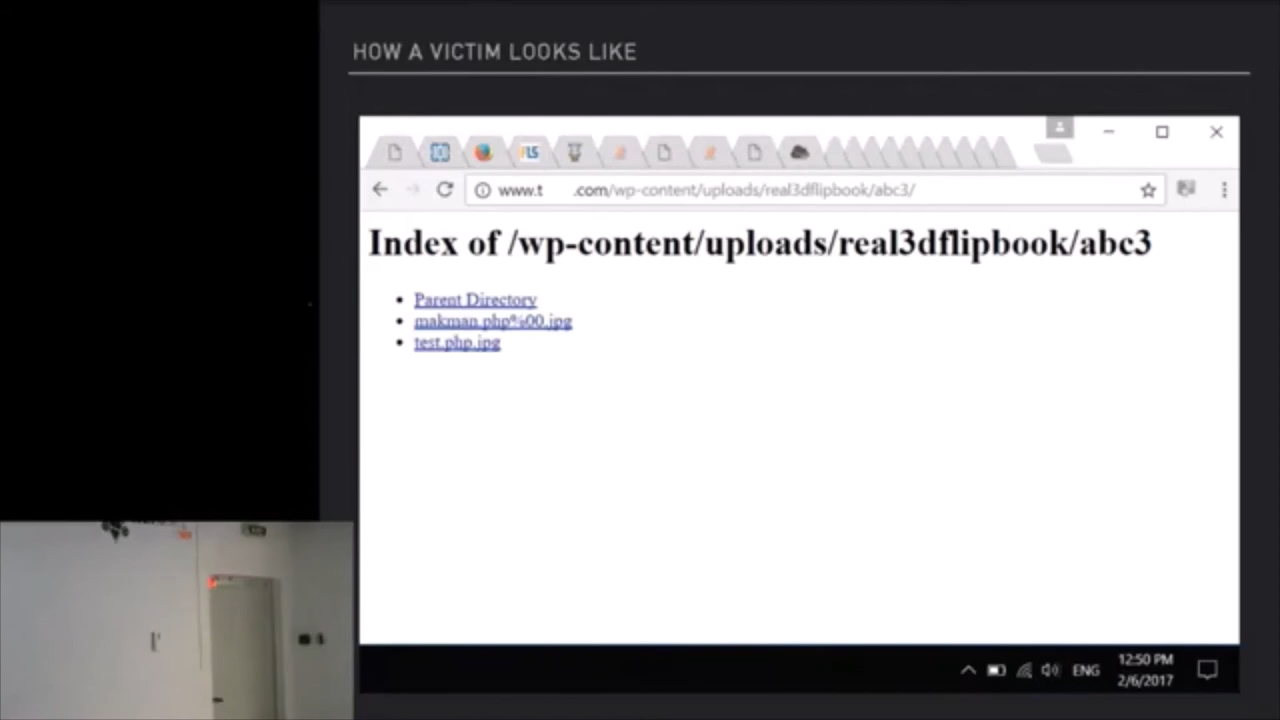 HOW A VICTIM LOOKS LIKE
www.t .com/wp-content/uploads/real3dflipbook/abc3/
Index of /wp-content/uploads/real3dflipbook/abc3
Parent Directory
makman.php%00.jpg
test.php.jpg
ENG
12:50 PM
2/6/2017